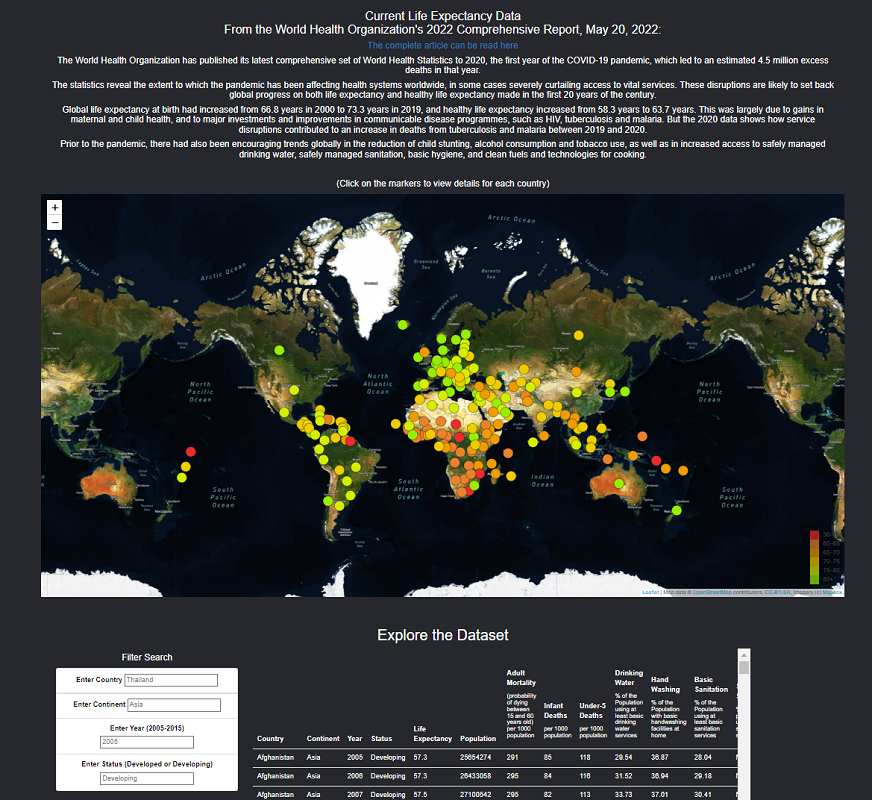 Current Life Expectancy Data
From the World Health Organization's 2022 Comprehensive Report, May 20, 2022:
The complete article can be read here
The World Health Organization has published its latest comprehensive set of World Health Statistics to 2020, the first year of the COVID-19 pandemic, which led to an estimated 4.5 million excess
deaths in that year.
The statistics reveal the extent to which the pandemic has been affecting health systems worldwide, in some cases severely curtailing access to vital services. These disruptions are likely to set back
global progress on both life expectancy and healthy life expectancy made in the first 20 years of the century.
Global life expectancy at birth had increased from 66.8 years in 2000 to 73.3 years in 2019, and healthy life expectancy increased from 58.3 years to 63.7 years. This was largely due to gains in
maternal and child health, and to major investments and improvements in communicable disease programmes, such as HIV, tuberculosis and malaria. But the 2020 data shows how service
disruptions contributed to an increase in deaths from tuberculosis and malaria between 2019 and 2020.
Prior to the pandemic, there had also been encouraging trends globally in the reduction of child stunting, alcohol consumption and tobacco use, as well as in increased access to safely managed
drinking water, safely managed sanitation, basic hygiene, and clean fuels and technologies for cooking.
(Click on the markers to view details for each country)
+
−
Arctic Ocean
Laptev Sea
Arctic Ocean
Greenland
Sea
Barents
Sea
Laptev Sea
Arctic Ocean
Greenland
Norwegian Sea
North
Pacific
Ocean
North
Atlantic
Ocean
North
Pacific
Ocean
South
Pacific
Ocean
South
Atlantic
Ocean
Indian
Ocean
South
Pacific
Ocean
Leaflet | Map data © OpenStreetMap contributors, CC-BY-SA, Imagery (c) Mapbox
Explore the Dataset
Filter Search
Enter Country Thailand
Enter Continent Asia
Enter Year (2005-2015)
2005
Enter Status (Developed or Developing)
Developing
Country Continent Year Status Life Expectancy Population Adult Mortality (probability of dying between 15 and 60 years old) per 1000 population Infant Deaths per 1000 population Under-5 Deaths per 1000 population Drinking Water % of the Population using at least basic drinking water services Hand Washing % of the Population with basic handwashing facilities at home Basic Sanitation % of the Population using at least basic sanitation services
Afghanistan Asia 2005 Developing 57.3 25654274 291 85 118 29.54 36.87 28.04
Afghanistan Asia 2006 Developing 57.3 26433058 295 84 116 31.52 36.94 29.18
Afghanistan Asia 2007 Developing 57.5 27100542 295 82 113 33.73 37.01 30.41